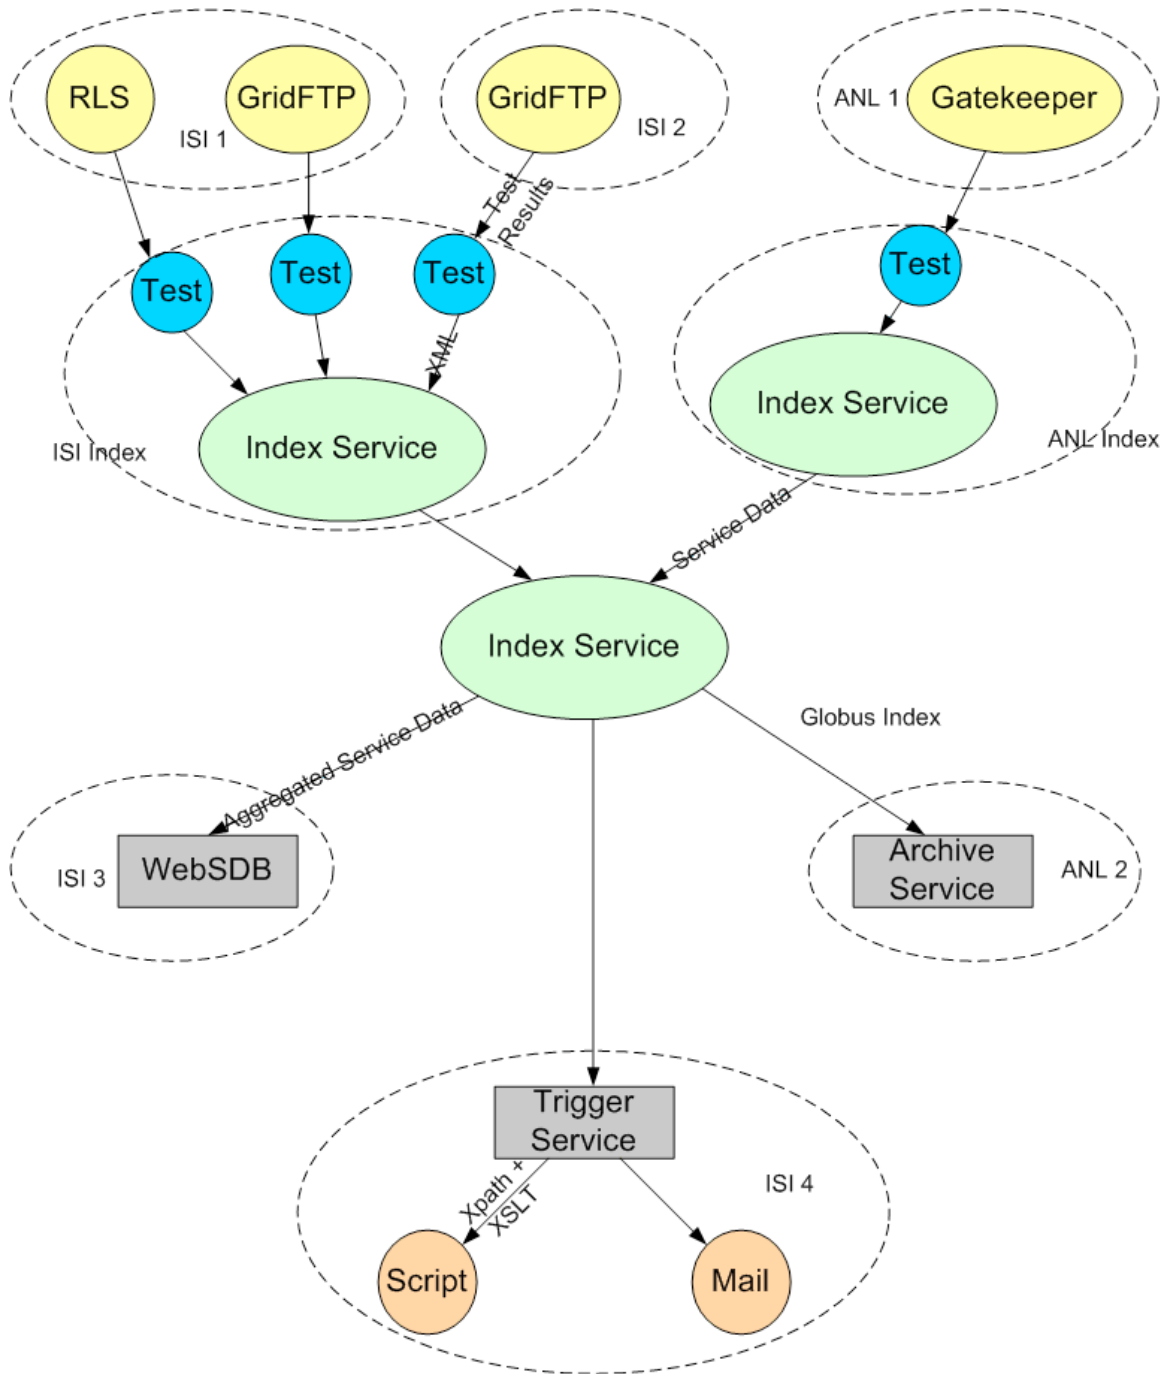 RLS
GridFTP
ISI 1
GridFTP
ISI 2
ANL 1
Gatekeeper
Test
Results
Test
Test
Test
Test
XML
Index Service
ISI Index
Index Service
ANL Index
Service Data
Index Service
Aggregated Service Data
Globus Index
ISI 3
WebSDB
Archive
Service
ANL 2
Trigger
Service
Xpath +
XSLT
ISI 4
Script
Mail